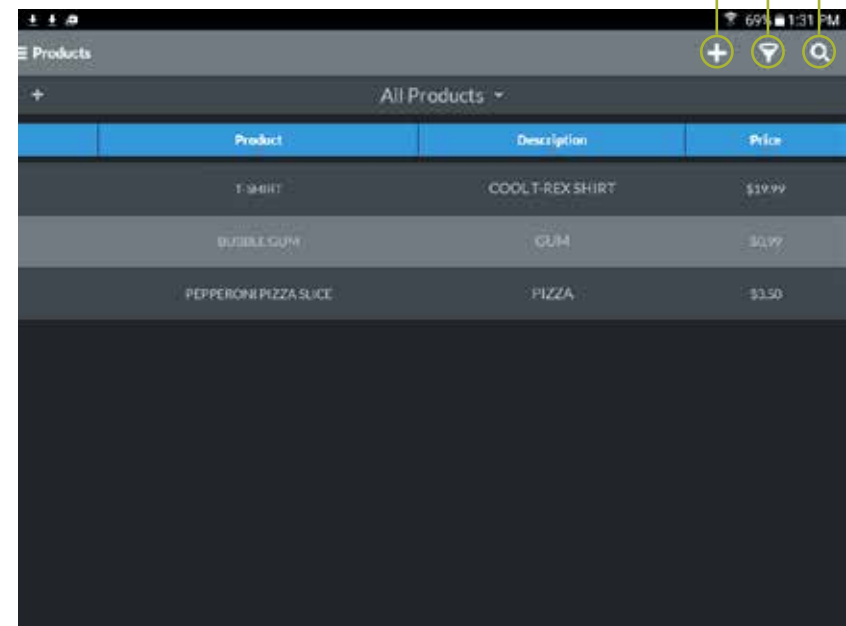 69% 1:31 PM
Products
All Products
Product Description Price
T-SHIRT COOL T-REX SHIRT $19.99
BUBBLE GUM GUM $0.99
PEPPERONI PIZZA SLICE PIZZA $3.50